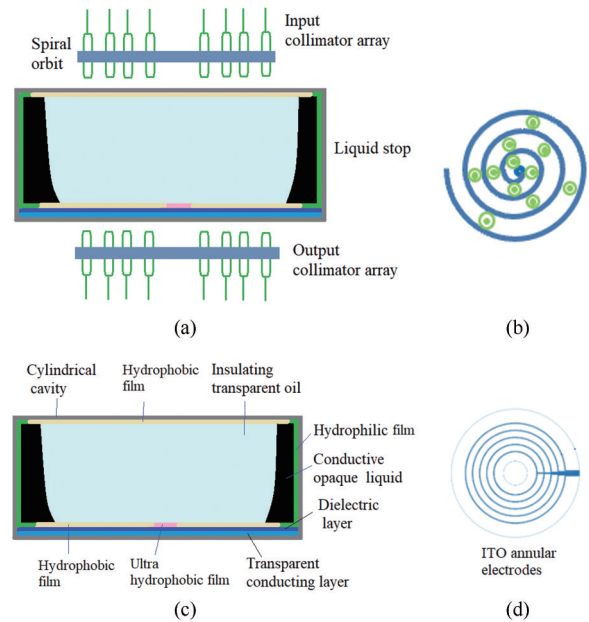 Spiral
orbit
Input
collimator array
Liquid stop
Output
collimator array
(a)
(b)
Cylindrical
cavity
Hydrophobic
film
Insulating
transparent oil
Hydrophilic film
Conductive
opaque liquid
Dielectric
layer
Hydrophobic
film
Ultra
hydrophobic film
Transparent
conducting layer
(c)
ITO annular
electrodes
(d)